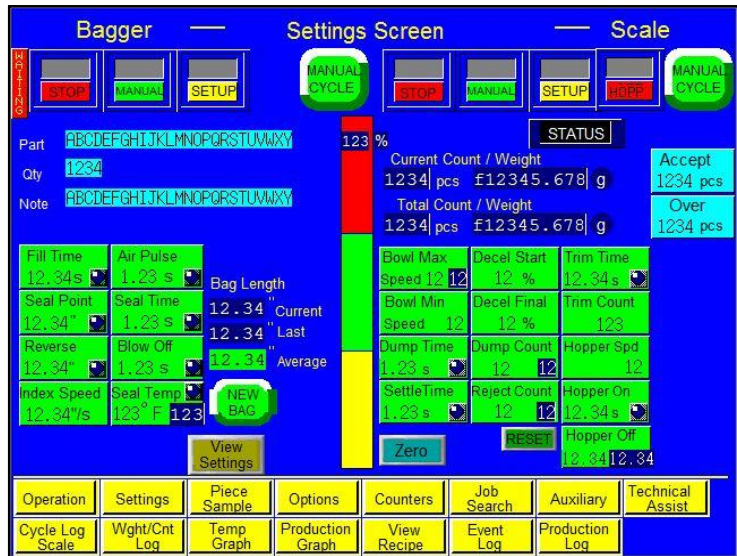 Bagger — Settings Screen — Scale
WAITING
STOP MANUAL SETUP MANUAL CYCLE STOP MANUAL SETUP HOPP MANUAL CYCLE
Part ABCDEFGHIJKLMNOPQRSTUVWXY
Qty 1234
Note ABCDEFGHIJKLMNOPQRSTUVWXY
123 %
STATUS
Current Count / Weight
1234 pcs f12345.678 g
Total Count / Weight
1234 pcs f12345.678 g
Accept
1234 pcs
Over
1234 pcs
Fill Time
12.34s
Air Pulse
1.23 s
Seal Point
12.34"
Seal Time
1.23 s
Reverse
12.34"
Blow Off
1.23 s
Index Speed
12.34"/s
Seal Temp
123° F 123
Bag Length
12.34 " Current
12.34 " Last
12.34 " Average
NEW
BAG
View
Settings
Bowl Max
Speed 12 12
Decel Start
12 %
Trim Time
12.34 s
Bowl Min
Speed 12
Decel Final
12 %
Trim Count
123
Dump Time
1.23 s
Dump Count
12 12
Hopper Spd
12
SettleTime
1.23 s
Reject Count
12 12
Hopper On
12.34 s
Zero
RESET
Hopper Off
12.34 12.34
Operation
Settings
Piece
Sample
Options
Counters
Job
Search
Auxiliary
Technical
Assist
Cycle Log
Scale
Wght/Cnt
Log
Temp
Graph
Production
Graph
View
Recipe
Event
Log
Production
Log